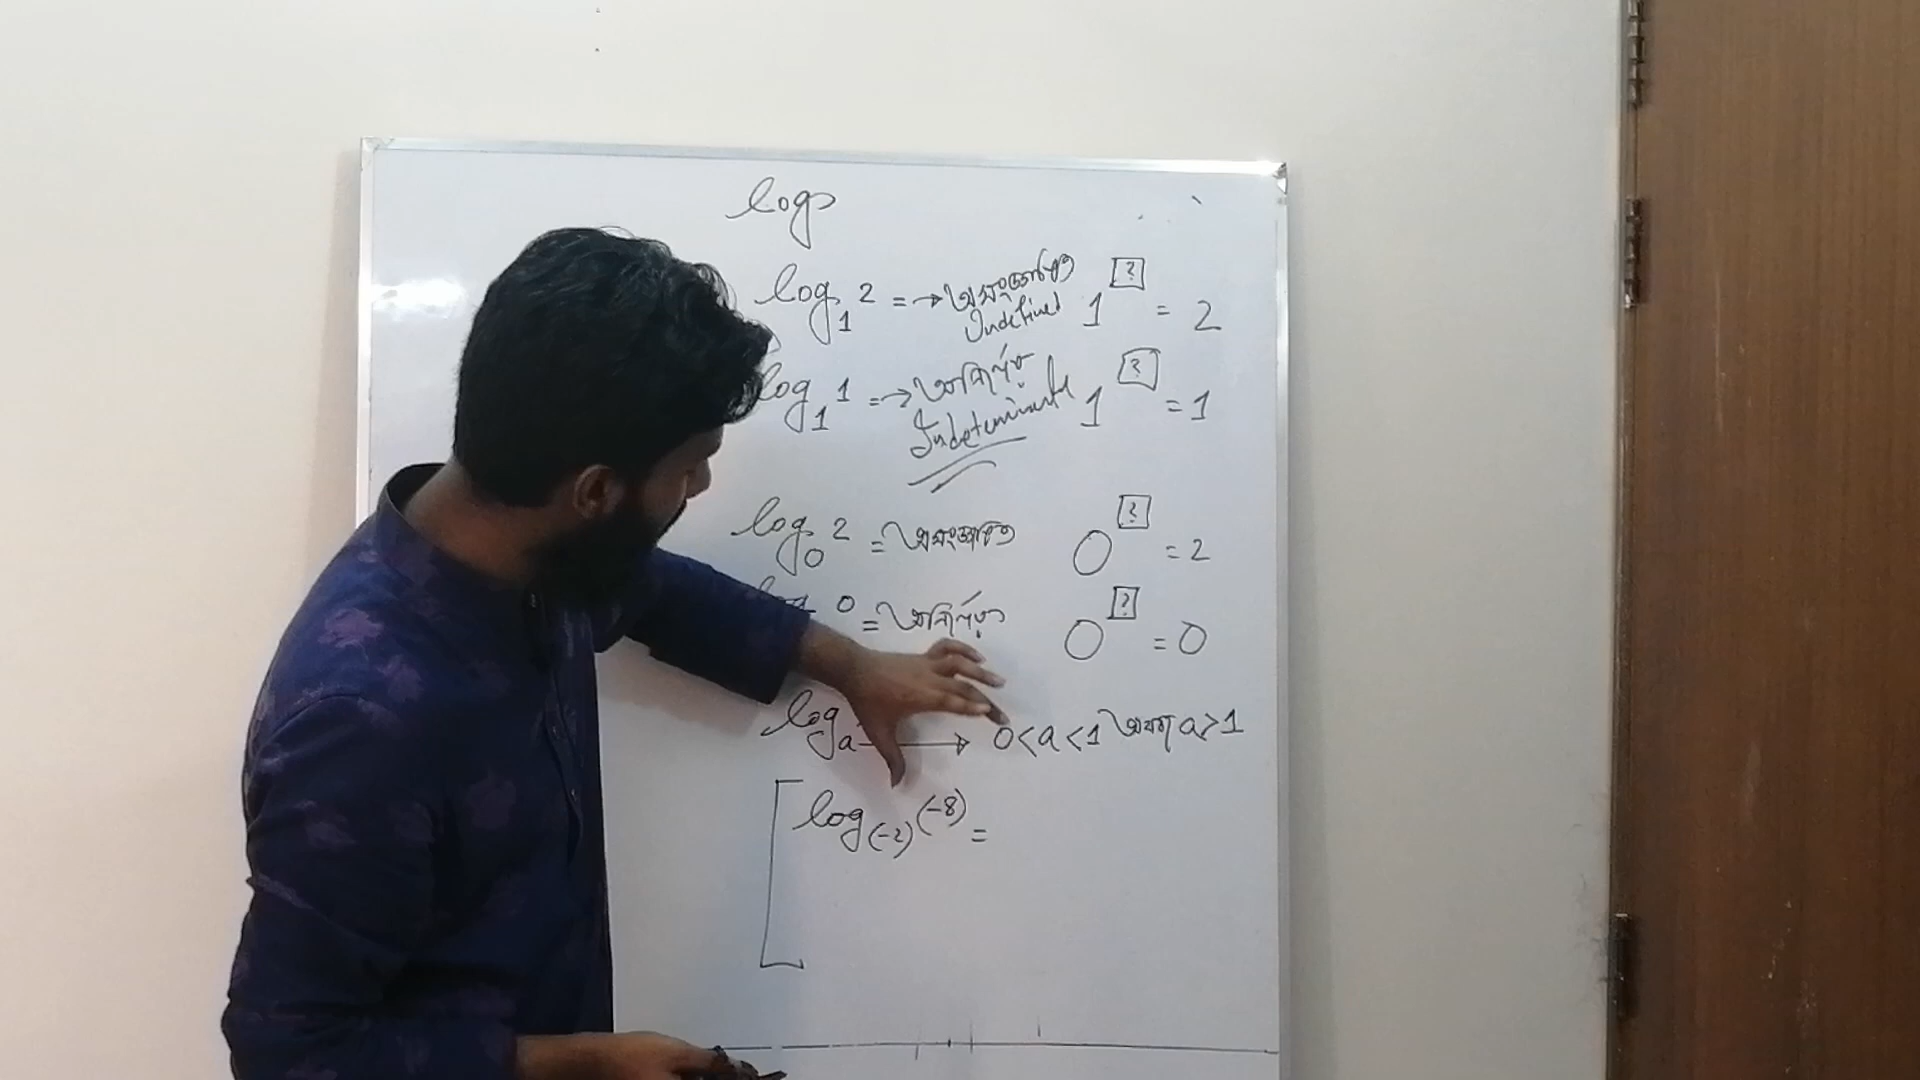 log
log₁ 2 = → অসংজ্ঞায়িত 1^[?] = 2
Undefined
log₁ 1 = → অনির্ণেয় 1^[?] = 1
Indeterminate
log₀ 2 = অসংজ্ঞায়িত 0^[?] = 2
log 0 = অনির্ণেয় 0^[?] = 0
logₐ → 0 < a < 1 অথবা a > 1
log₍₋₂₎ (-8) =